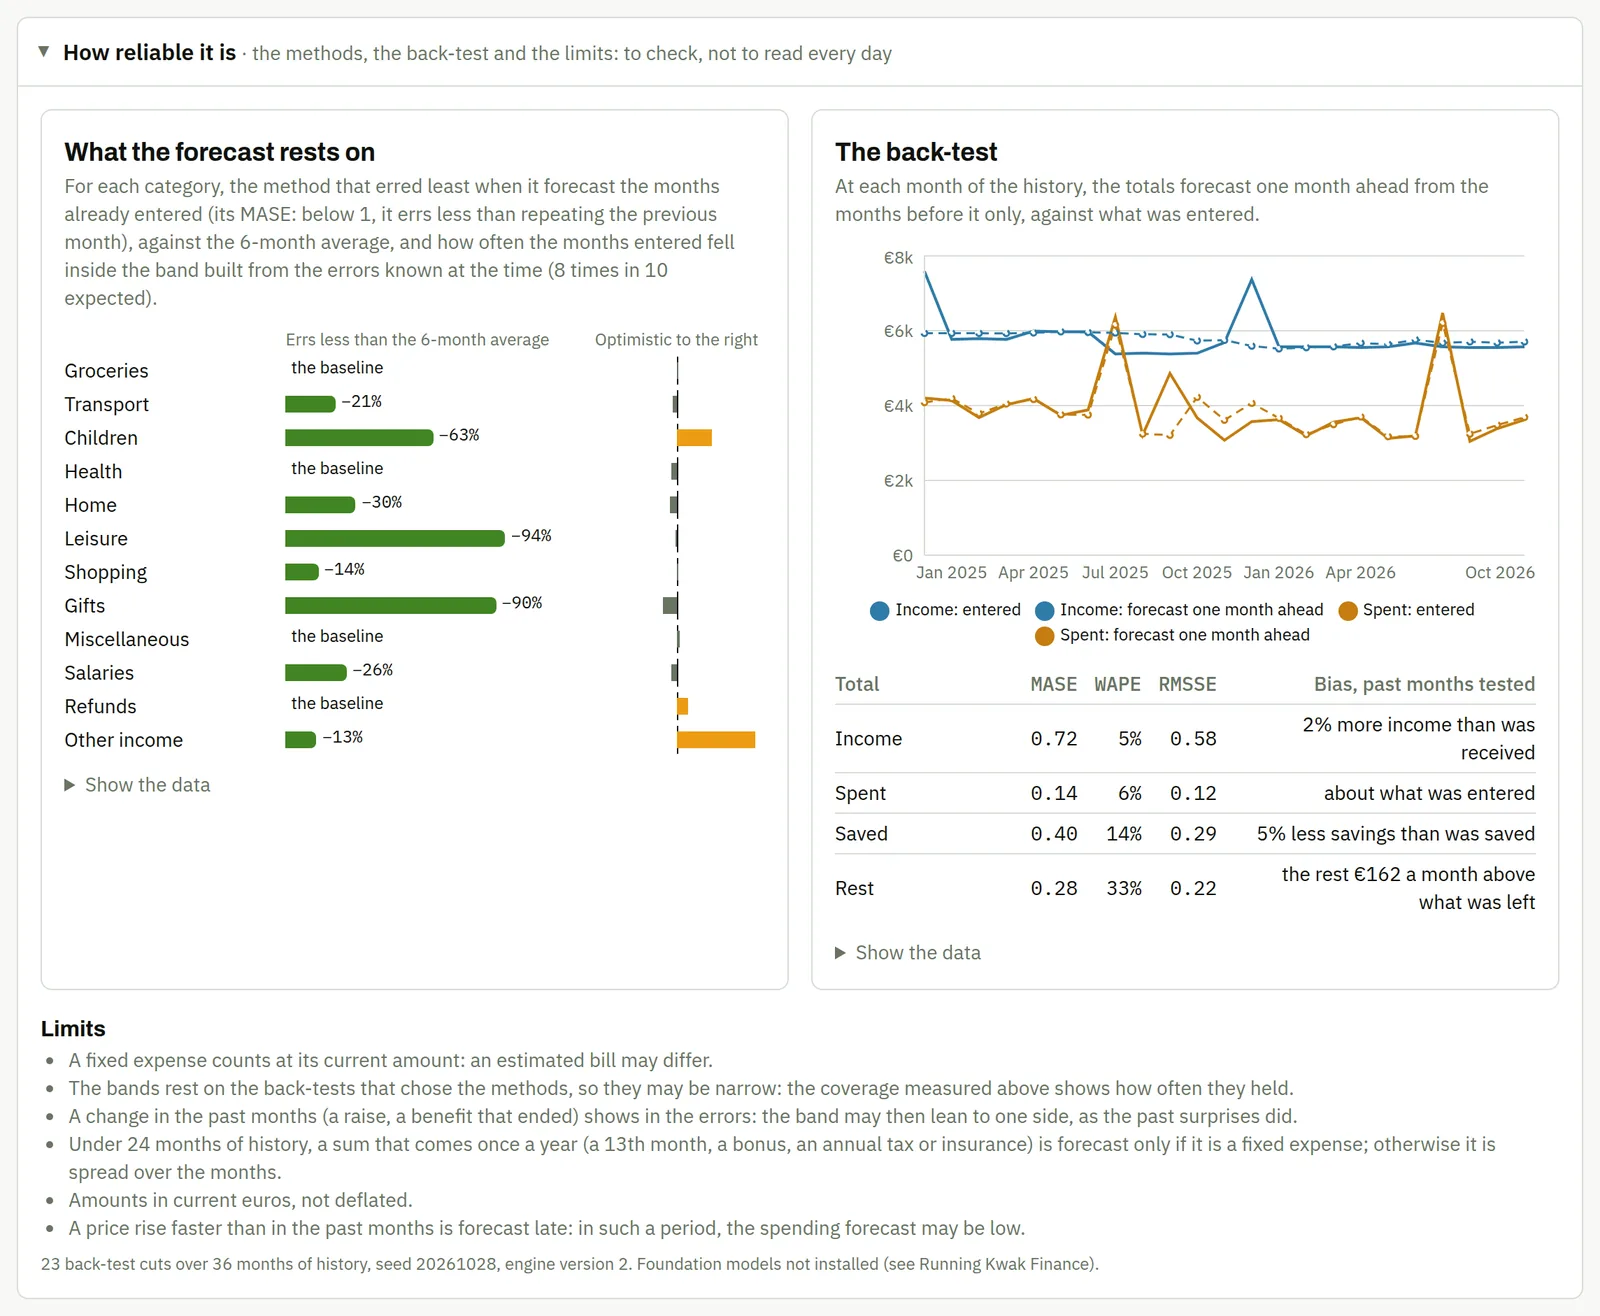 ▼ How reliable it is · the methods, the back-test and the limits: to check, not to read every day
What the forecast rests on
For each category, the method that erred least when it forecast the months
already entered (its MASE: below 1, it errs less than repeating the previous
month), against the 6-month average, and how often the months entered fell
inside the band built from the errors known at the time (8 times in 10
expected).
Errs less than the 6-month average Optimistic to the right
Groceries the baseline
Transport −21%
Children −63%
Health the baseline
Home −30%
Leisure −94%
Shopping −14%
Gifts −90%
Miscellaneous the baseline
Salaries −26%
Refunds the baseline
Other income −13%
▶ Show the data
The back-test
At each month of the history, the totals forecast one month ahead from the
months before it only, against what was entered.
€8k
€6k
€4k
€2k
€0
Jan 2025 Apr 2025 Jul 2025 Oct 2025 Jan 2026 Apr 2026 Oct 2026
Income: entered Income: forecast one month ahead Spent: entered
Spent: forecast one month ahead
Total MASE WAPE RMSSE Bias, past months tested
Income 0.72 5% 0.58 2% more income than was
received
Spent 0.14 6% 0.12 about what was entered
Saved 0.40 14% 0.29 5% less savings than was saved
Rest 0.28 33% 0.22 the rest €162 a month above
what was left
▶ Show the data
Limits
• A fixed expense counts at its current amount: an estimated bill may differ.
• The bands rest on the back-tests that chose the methods, so they may be narrow: the coverage measured above shows how often they held.
• A change in the past months (a raise, a benefit that ended) shows in the errors: the band may then lean to one side, as the past surprises did.
• Under 24 months of history, a sum that comes once a year (a 13th month, a bonus, an annual tax or insurance) is forecast only if it is a fixed expense; otherwise it is
spread over the months.
• Amounts in current euros, not deflated.
• A price rise faster than in the past months is forecast late: in such a period, the spending forecast may be low.
23 back-test cuts over 36 months of history, seed 20261028, engine version 2. Foundation models not installed (see Running Kwak Finance).